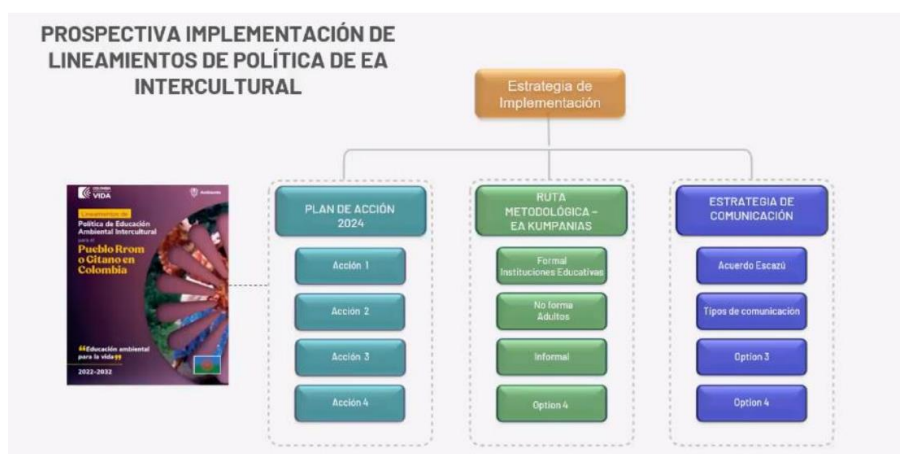 PROSPECTIVA IMPLEMENTACIÓN DE
LINEAMIENTOS DE POLÍTICA DE EA
INTERCULTURAL
Estrategia de
Implementación
COLOMBIA
VIDA
Ambiente
Lineamientos de
Política de Educación
Ambiental Intercultural
para el
Pueblo Rrom
o Gitano en
Colombia
Educación ambiental
para la vida
2022-2032
PLAN DE ACCIÓN
2024
Acción 1
Acción 2
Acción 3
Acción 4
RUTA
METODOLÓGICA –
EA KUMPANIAS
Formal
Instituciones Educativas
No forma
Adultos
Informal
Option 4
ESTRATEGIA DE
COMUNICACIÓN
Acuerdo Escazú
Tipos de comunicación
Option 3
Option 4